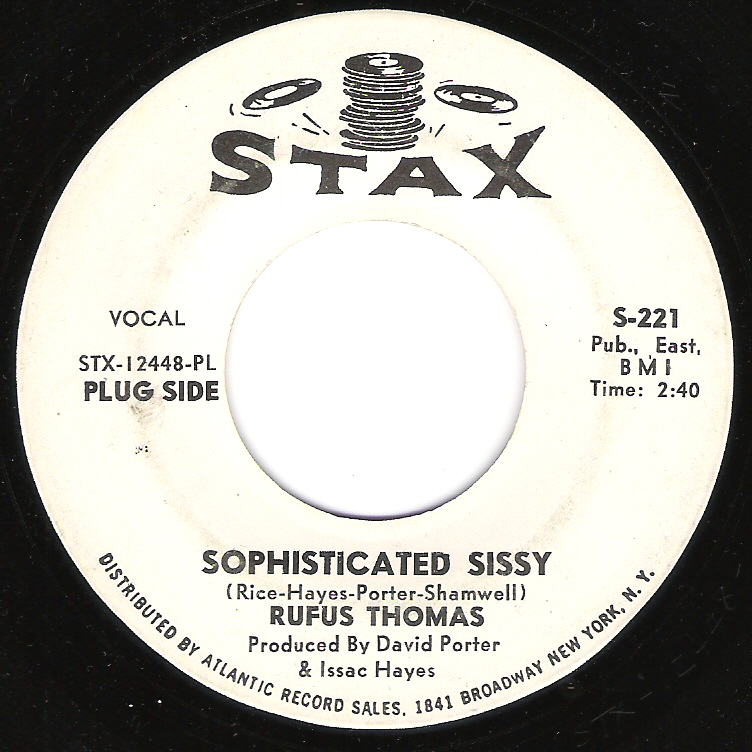 STAX
VOCAL
STX-12448-PL
PLUG SIDE
S-221
Pub., East,
BMI
Time: 2:40
SOPHISTICATED SISSY
(Rice-Hayes-Porter-Shamwell)
RUFUS THOMAS
Produced By David Porter
& Issac Hayes
DISTRIBUTED BY ATLANTIC RECORD SALES, 1841 BROADWAY NEW YORK, N. Y.